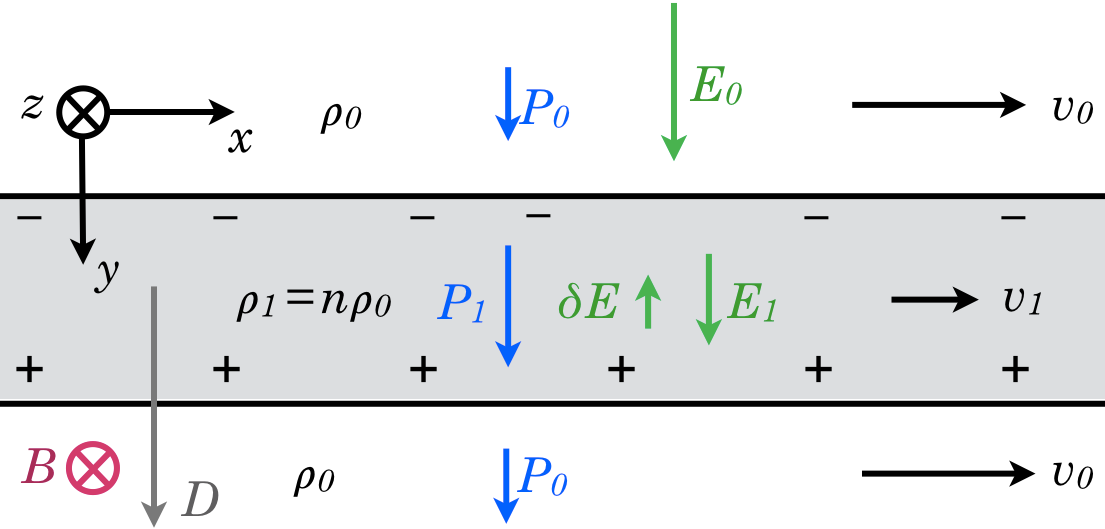 z
x
y
ρ0
P0
E0
v0
− − − − − −
ρ1=nρ0
P1
δE
E1
v1
+ + + + + +
B
D
ρ0
P0
v0